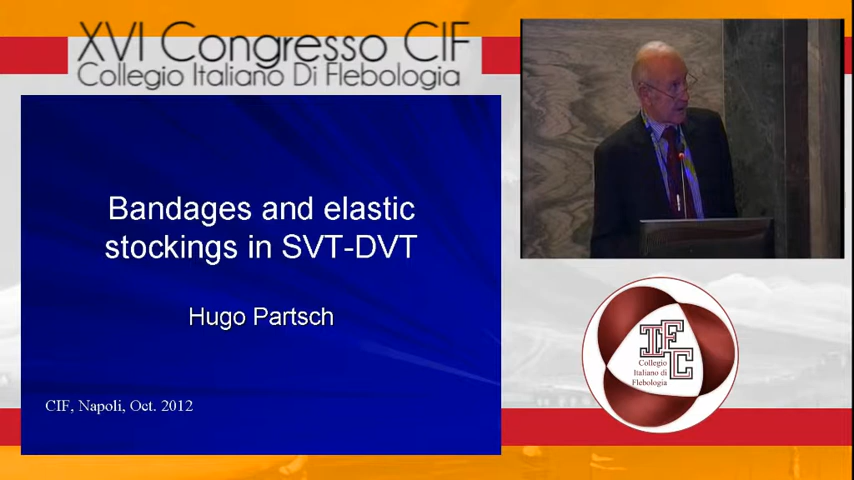 XVI Congresso CIF
Collegio Italiano Di Flebologia
Bandages and elastic
stockings in SVT-DVT
Hugo Partsch
CIF, Napoli, Oct. 2012
IFC
Collegio
Italiano di
Flebologia